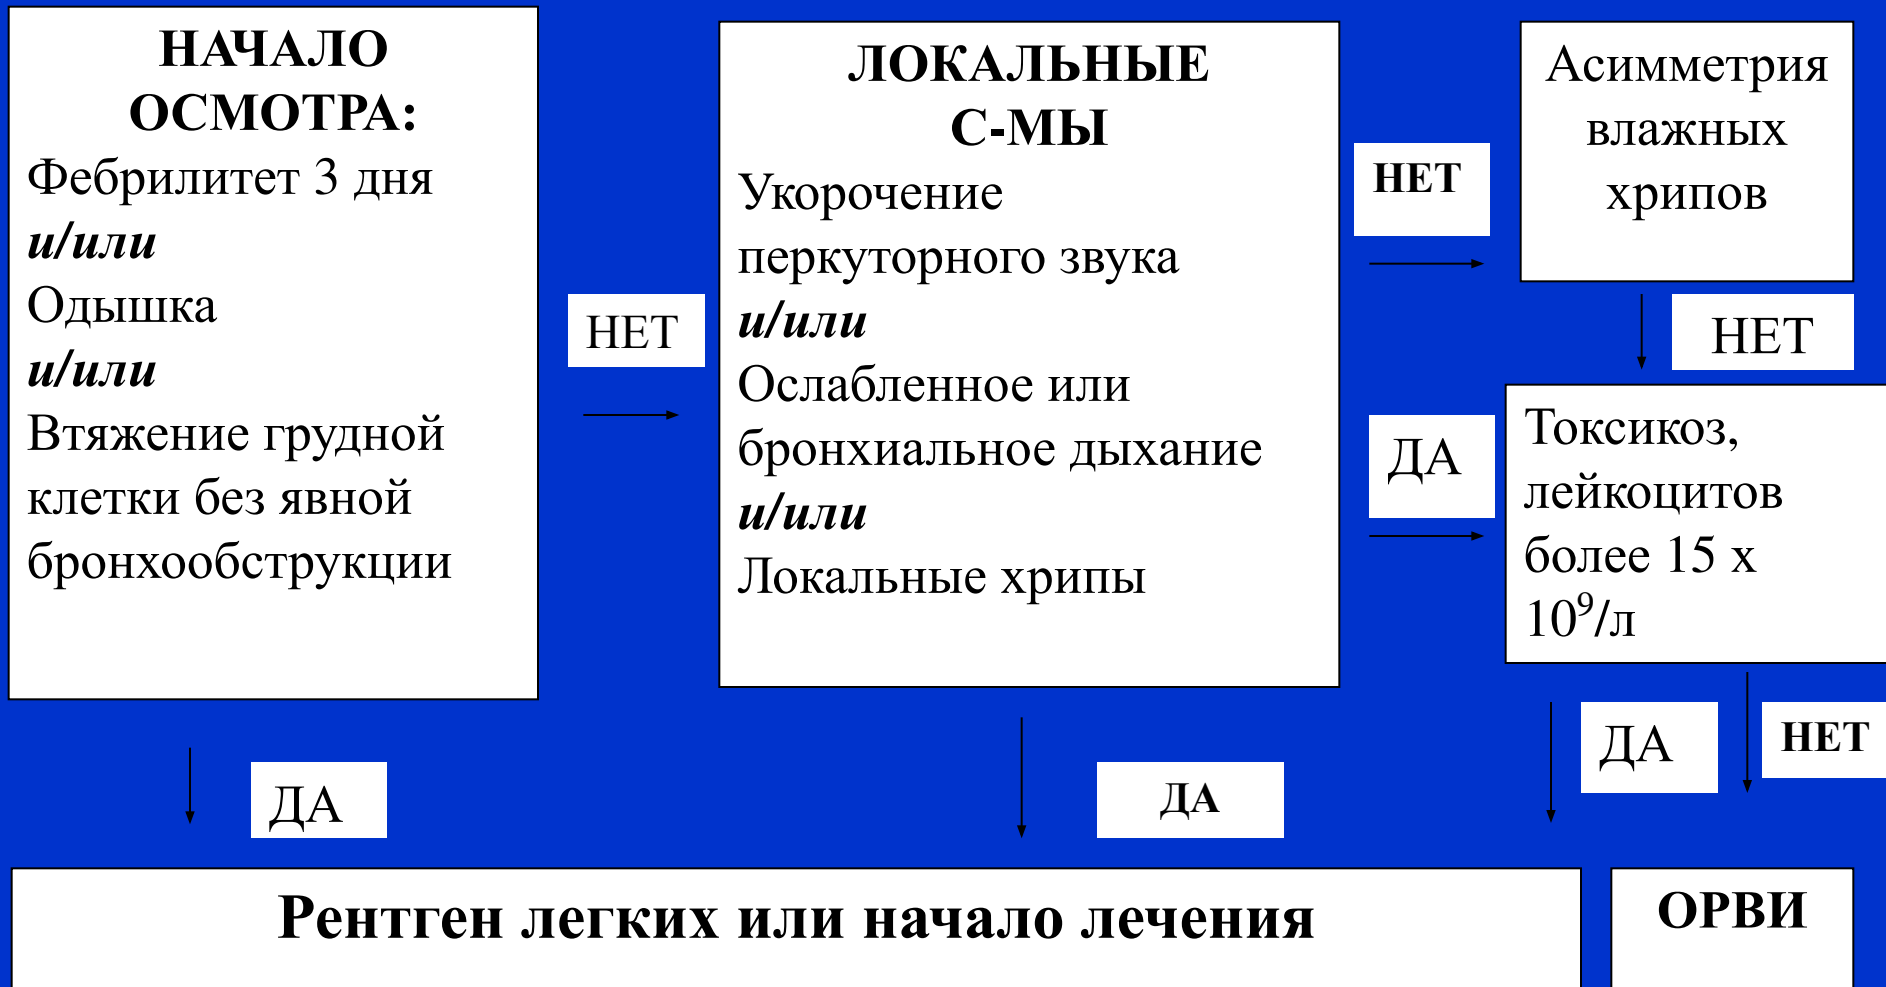 НАЧАЛО
ОСМОТРА:
Фебрилитет 3 дня
и/или
Одышка
и/или
Втяжение грудной
клетки без явной
бронхообструкции
НЕТ
ДА
ЛОКАЛЬНЫЕ
С-МЫ
Укорочение
перкуторного звука
и/или
Ослабленное или
бронхиальное дыхание
и/или
Локальные хрипы
НЕТ
ДА
ДА
Асимметрия
влажных
хрипов
НЕТ
Токсикоз,
лейкоцитов
более 15 х
10⁹/л
ДА
НЕТ
Рентген легких или начало лечения
ОРВИ